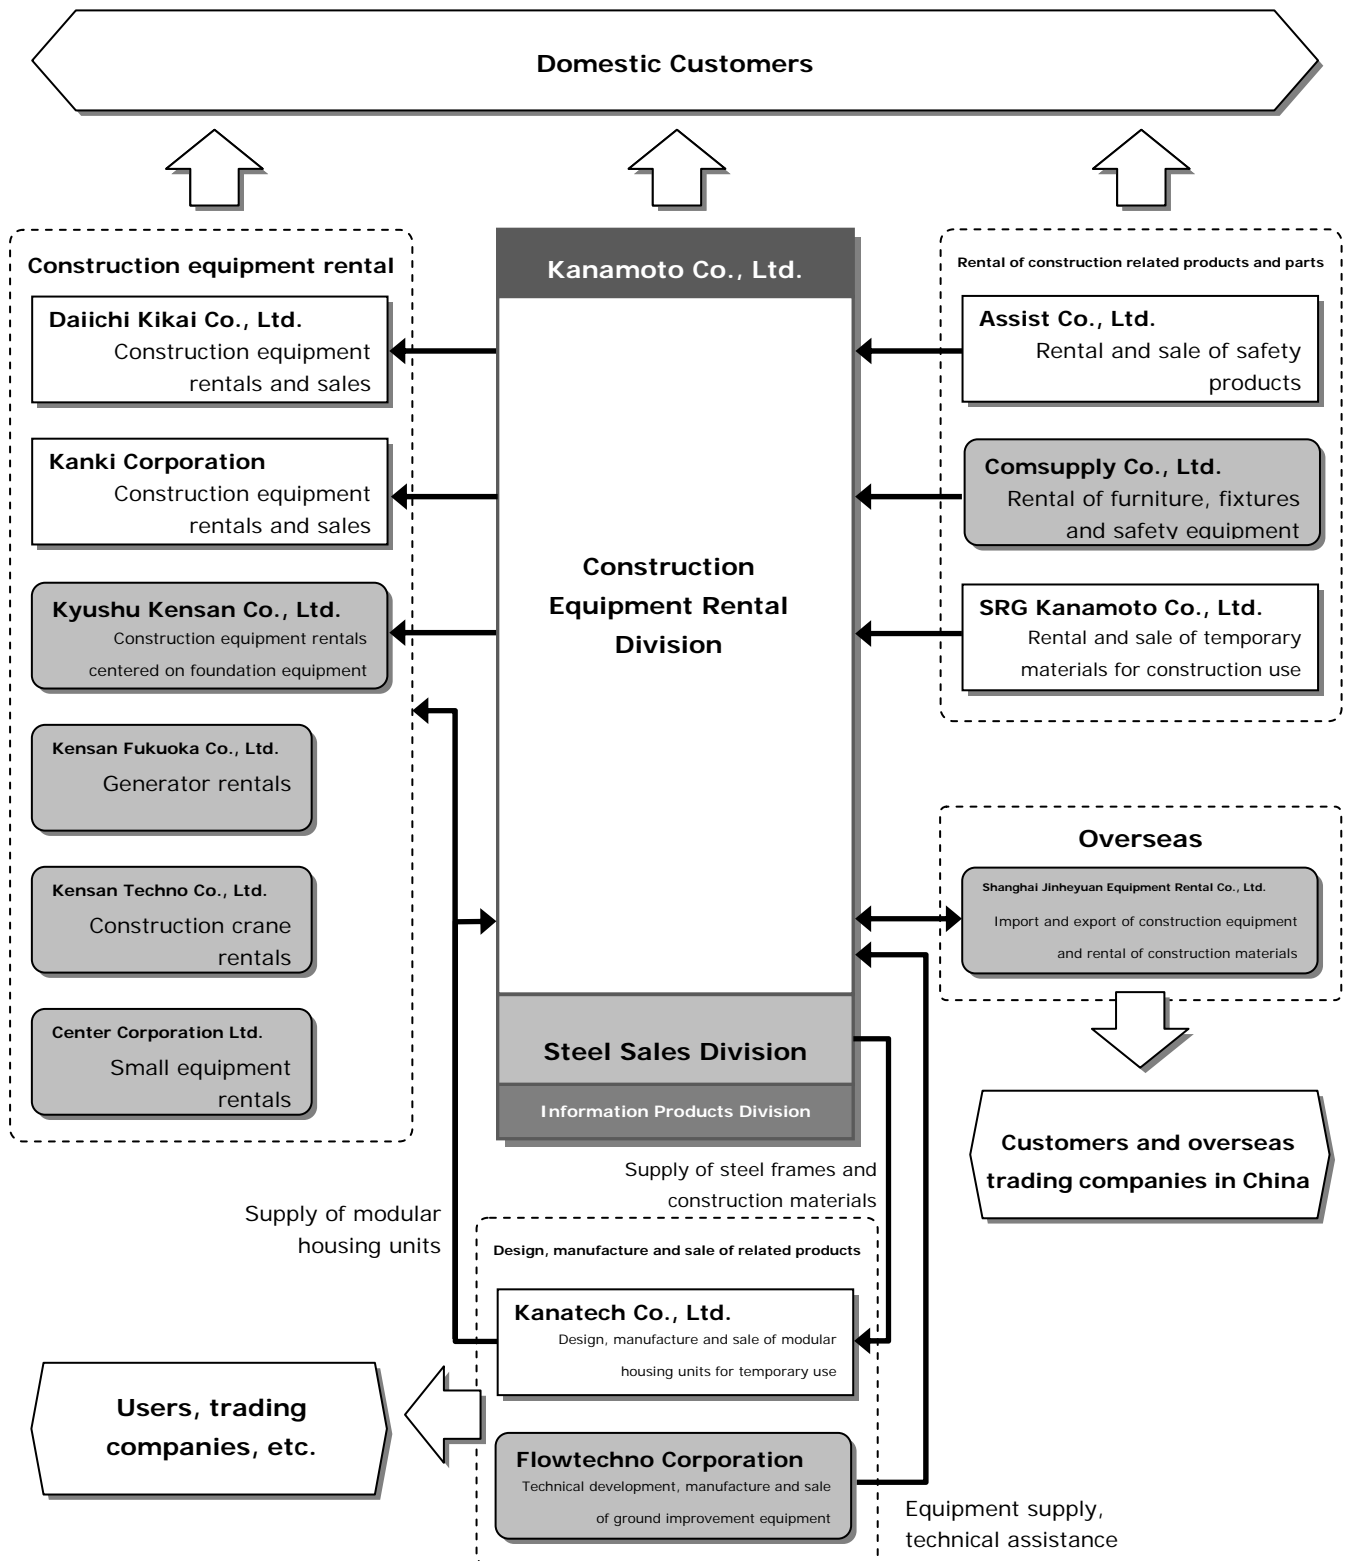 Domestic Customers
Construction equipment rental
Daiichi Kikai Co., Ltd.
Construction equipment
rentals and sales
Kanki Corporation
Construction equipment
rentals and sales
Kyushu Kensan Co., Ltd.
Construction equipment rentals
centered on foundation equipment
Kensan Fukuoka Co., Ltd.
Generator rentals
Kensan Techno Co., Ltd.
Construction crane
rentals
Center Corporation Ltd.
Small equipment
rentals
Kanamoto Co., Ltd.
Construction
Equipment Rental
Division
Steel Sales Division
Information Products Division
Rental of construction related products and parts
Assist Co., Ltd.
Rental and sale of safety
products
Comsupply Co., Ltd.
Rental of furniture, fixtures
and safety equipment
SRG Kanamoto Co., Ltd.
Rental and sale of temporary
materials for construction use
Overseas
Shanghai Jinheyuan Equipment Rental Co., Ltd.
Import and export of construction equipment
and rental of construction materials
Customers and overseas
trading companies in China
Supply of steel frames and
construction materials
Supply of modular
housing units
Design, manufacture and sale of related products
Kanatech Co., Ltd.
Design, manufacture and sale of modular
housing units for temporary use
Users, trading
companies, etc.
Flowtechno Corporation
Technical development, manufacture and sale
of ground improvement equipment
Equipment supply,
technical assistance